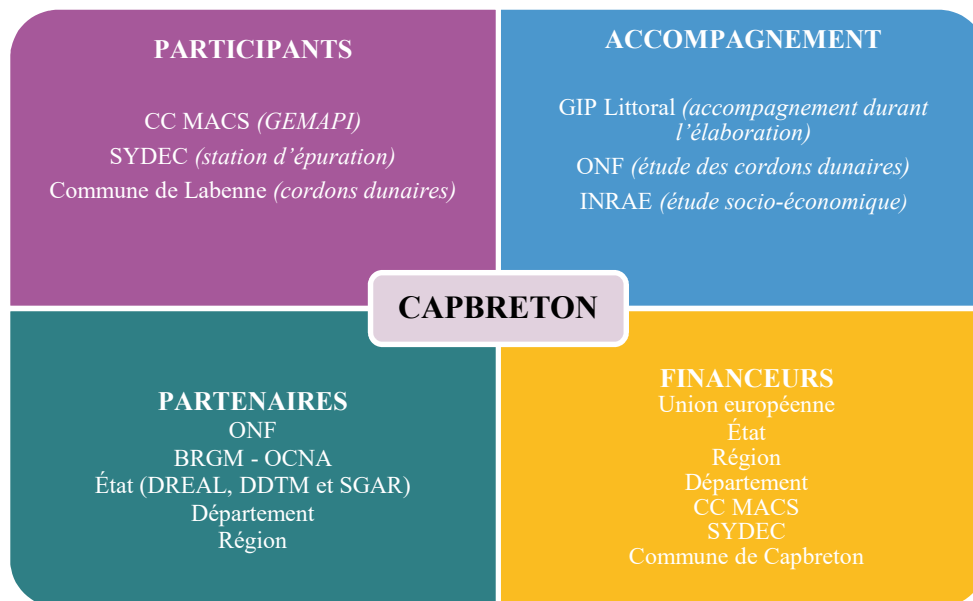 PARTICIPANTS
CC MACS (GEMAPI)
SYDEC (station d’épuration)
Commune de Labenne (cordons dunaires)
ACCOMPAGNEMENT
GIP Littoral (accompagnement durant
l’élaboration)
ONF (étude des cordons dunaires)
INRAE (étude socio-économique)
CAPBRETON
PARTENAIRES
ONF
BRGM - OCNA
État (DREAL, DDTM et SGAR)
Département
Région
FINANCEURS
Union européenne
État
Région
Département
CC MACS
SYDEC
Commune de Capbreton